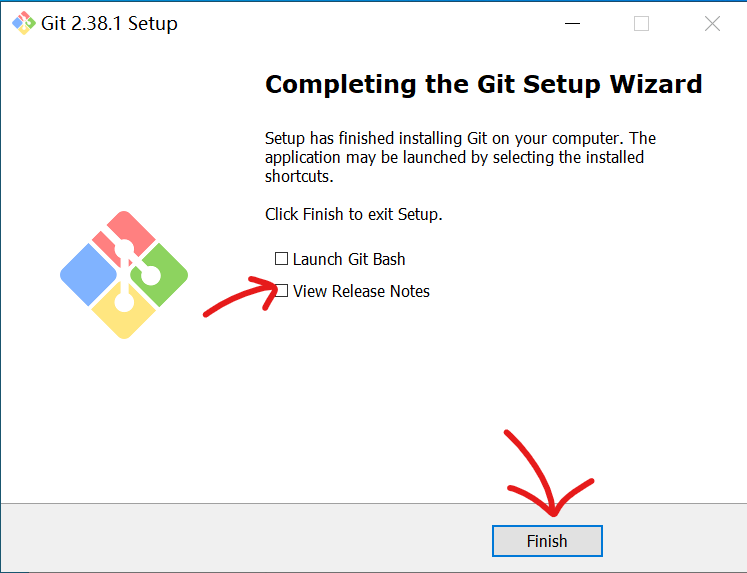 Git 2.38.1 Setup
Completing the Git Setup Wizard
Setup has finished installing Git on your computer. The
application may be launched by selecting the installed
shortcuts.
Click Finish to exit Setup.
Launch Git Bash
View Release Notes
Finish